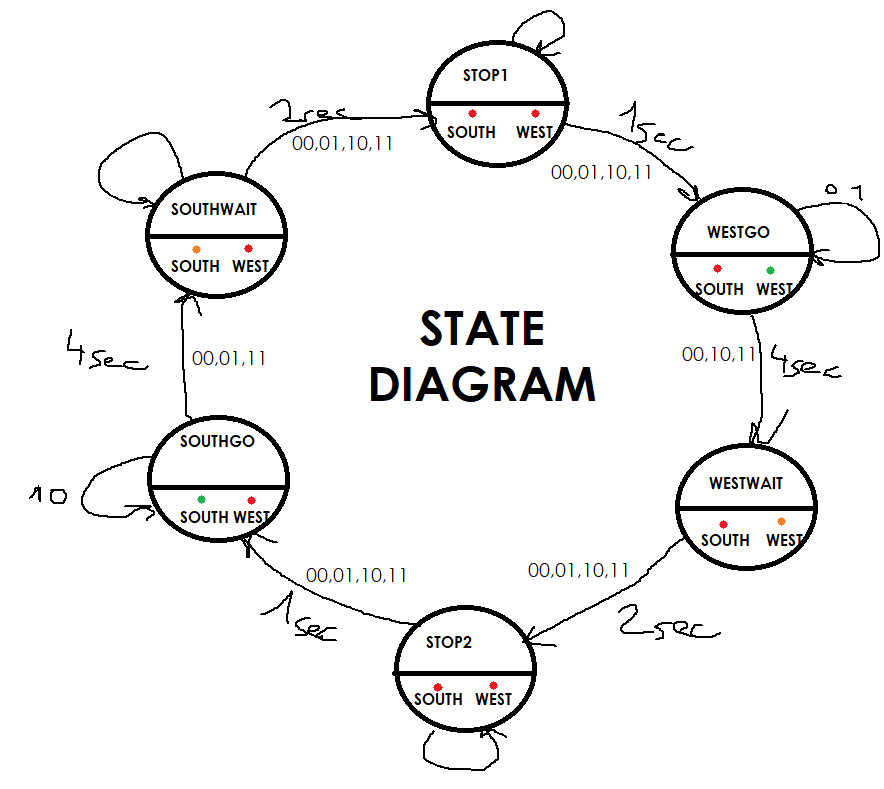 STOP1
SOUTH WEST
2sec
00,01,10,11
1sec
00,01,10,11
SOUTHWAIT
SOUTH WEST
01
WESTGO
SOUTH WEST
STATE
DIAGRAM
4sec
00,01,11
00,10,11
4sec
SOUTHGO
SOUTH WEST
10
WESTWAIT
SOUTH WEST
00,01,10,11
1sec
00,01,10,11
2sec
STOP2
SOUTH WEST